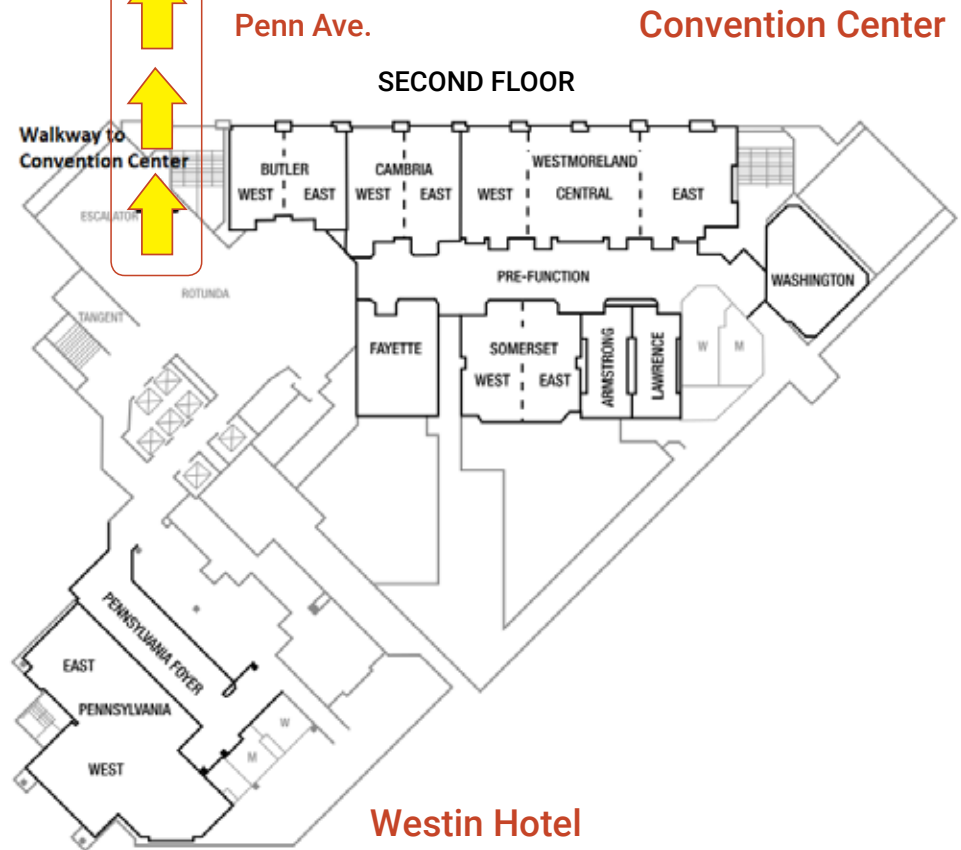 Penn Ave.
Convention Center
SECOND FLOOR
Walkway to
Convention Center
BUTLER
WEST
EAST
CAMBRIA
WEST
EAST
WESTMORELAND
WEST
CENTRAL
EAST
ESCALATOR
PRE-FUNCTION
WASHINGTON
ROTUNDA
TANGENT
FAYETTE
SOMERSET
WEST
EAST
ARMSTRONG
LAWRENCE
W
M
PENNSYLVANIA FOYER
EAST
PENNSYLVANIA
WEST
W
M
Westin Hotel